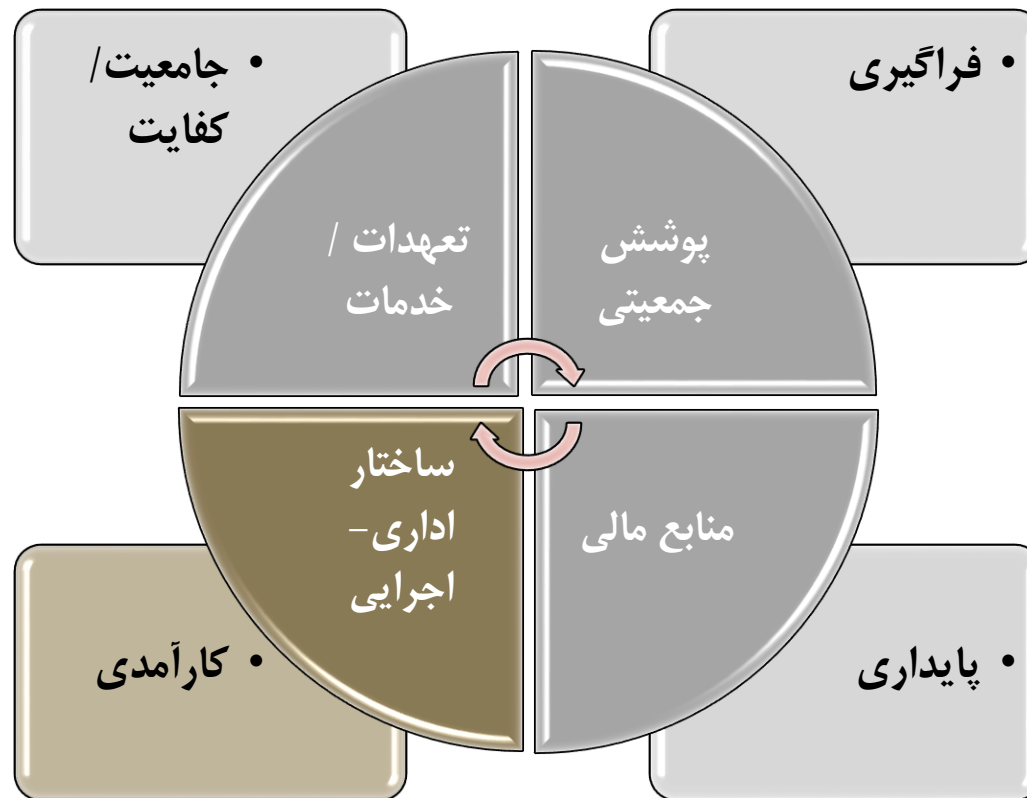 • فراگیری
• جامعیت/
کفایت
پوشش
جمعیتی
تعهدات /
خدمات
منابع مالی
ساختار
اداری-
اجرایی
• پایداری
• کارآمدی